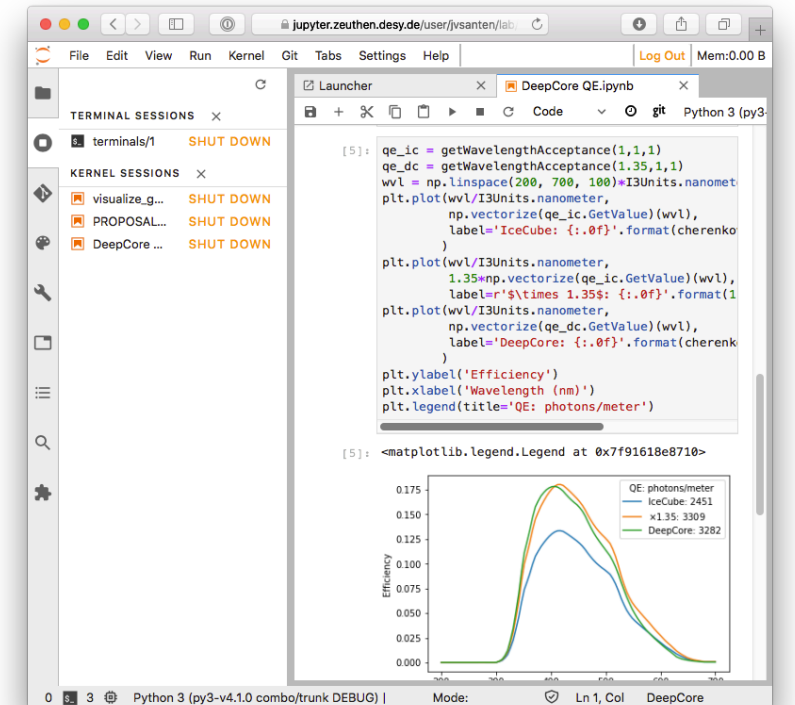 jupyter.zeuthen.desy.de/user/jvsanten/lab/
File Edit View Run Kernel Git Tabs Settings Help Log Out Mem:0.00 B
TERMINAL SESSIONS
terminals/1 SHUT DOWN
KERNEL SESSIONS
visualize_g... SHUT DOWN
PROPOSAL... SHUT DOWN
DeepCore ... SHUT DOWN
Launcher DeepCore QE.ipynb
Code git Python 3 (py3-
[5]: qe_ic = getWavelengthAcceptance(1,1,1)
qe_dc = getWavelengthAcceptance(1.35,1,1)
wvl = np.linspace(200, 700, 100)*I3Units.nanomet
plt.plot(wvl/I3Units.nanometer,
np.vectorize(qe_ic.GetValue)(wvl),
label='IceCube: {:.0f}'.format(cherenko
)
plt.plot(wvl/I3Units.nanometer,
1.35*np.vectorize(qe_ic.GetValue)(wvl),
label=r'$\times 1.35$: {:.0f}'.format(1
)
plt.plot(wvl/I3Units.nanometer,
np.vectorize(qe_dc.GetValue)(wvl),
label='DeepCore: {:.0f}'.format(cherenk
)
plt.ylabel('Efficiency')
plt.xlabel('Wavelength (nm)')
plt.legend(title='QE: photons/meter')
[5]: <matplotlib.legend.Legend at 0x7f91618e8710>
QE: photons/meter
IceCube: 2451
×1.35: 3309
DeepCore: 3282
Efficiency
0.175
0.150
0.125
0.100
0.075
0.050
0.025
0.000
0 3 Python 3 (py3-v4.1.0 combo/trunk DEBUG) | Mode: Ln 1, Col DeepCore